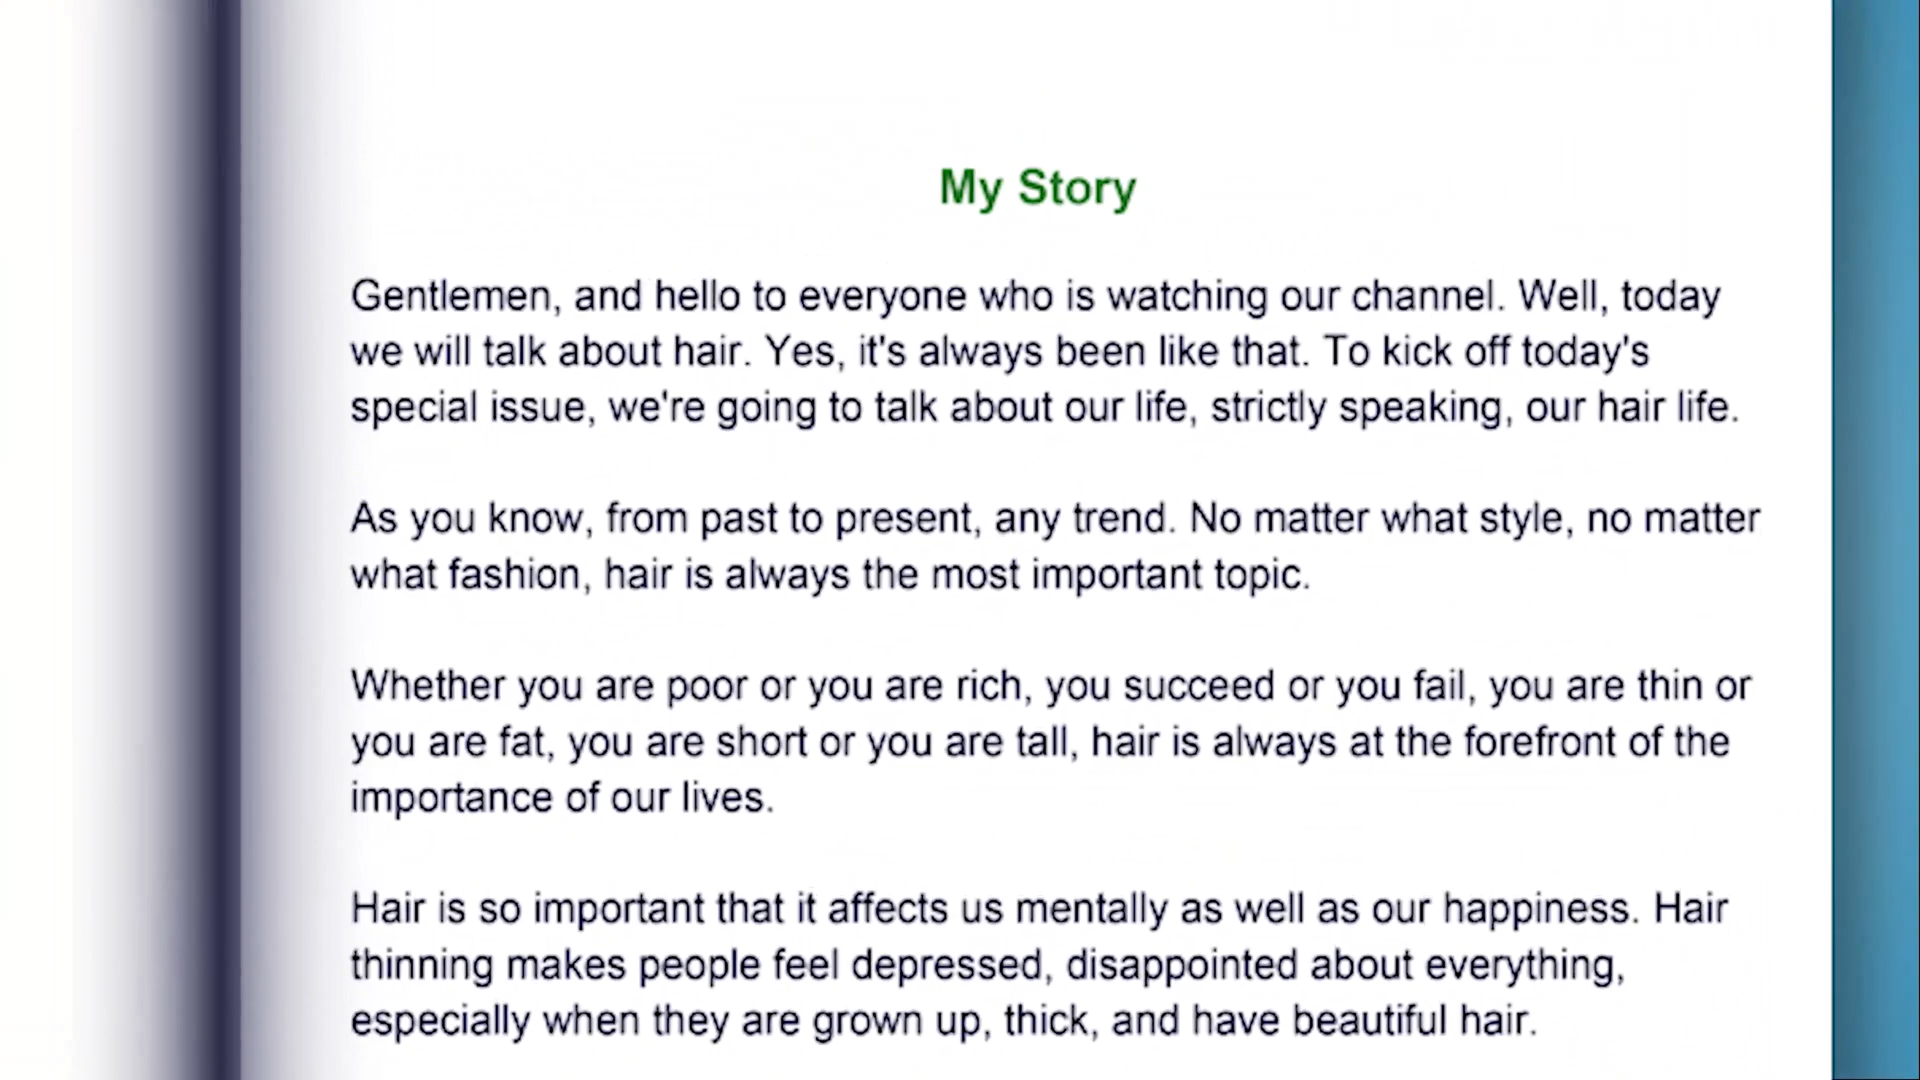 My Story
Gentlemen, and hello to everyone who is watching our channel. Well, today
we will talk about hair. Yes, it's always been like that. To kick off today's
special issue, we're going to talk about our life, strictly speaking, our hair life.
As you know, from past to present, any trend. No matter what style, no matter
what fashion, hair is always the most important topic.
Whether you are poor or you are rich, you succeed or you fail, you are thin or
you are fat, you are short or you are tall, hair is always at the forefront of the
importance of our lives.
Hair is so important that it affects us mentally as well as our happiness. Hair
thinning makes people feel depressed, disappointed about everything,
especially when they are grown up, thick, and have beautiful hair.